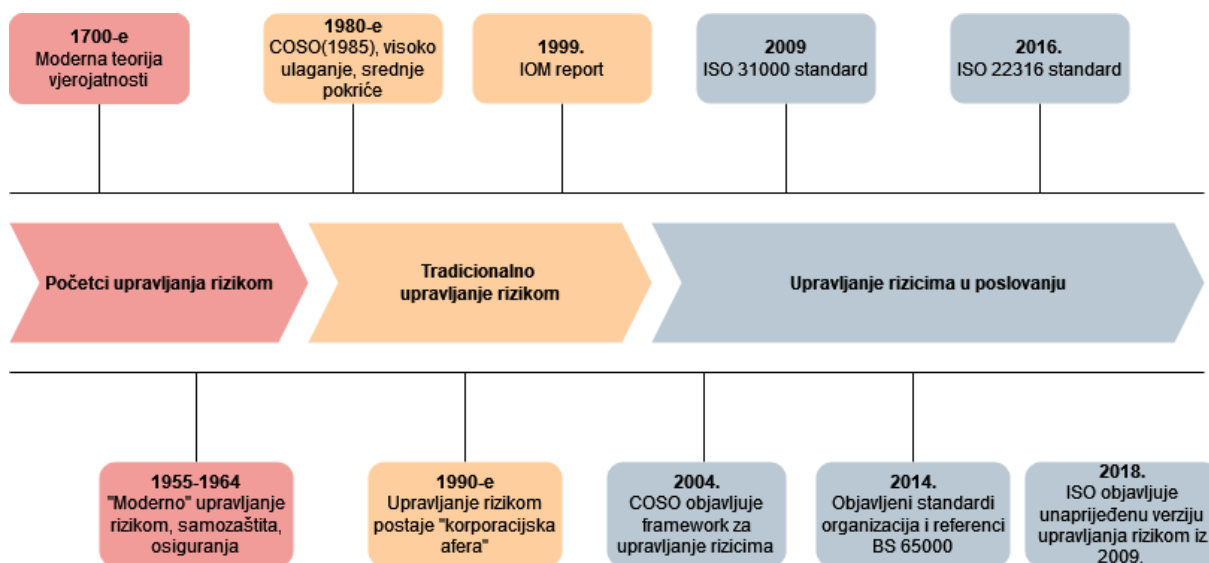 1700-e
Moderna teorija
vjerojatnosti
1980-e
COSO(1985), visoko
ulaganje, srednje
pokriće
1999.
IOM report
2009
ISO 31000 standard
2016.
ISO 22316 standard
Početci upravljanja rizikom
Tradicionalno
upravljanje rizikom
Upravljanje rizicima u poslovanju
1955-1964
"Moderno" upravljanje
rizikom, samozaštita,
osiguranja
1990-e
Upravljanje rizikom
postaje "korporacijska
afera"
2004.
COSO objavljuje
framework za
upravljanje rizicima
2014.
Objavljeni standardi
organizacija i referenci
BS 65000
2018.
ISO objavljuje
unaprijeđenu verziju
upravljanja rizikom iz
2009.